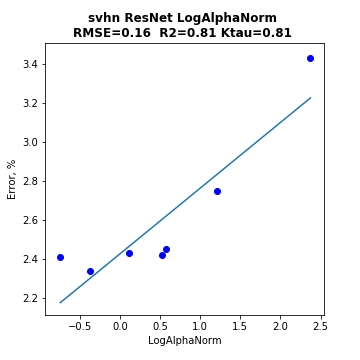 svhn ResNet LogAlphaNorm
RMSE=0.16 R2=0.81 Ktau=0.81
Error, %
3.4
3.2
3.0
2.8
2.6
2.4
2.2
−0.5 0.0 0.5 1.0 1.5 2.0 2.5
LogAlphaNorm